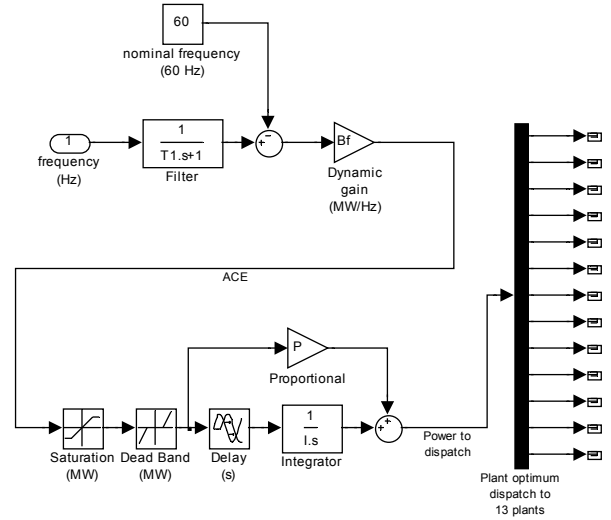 60
nominal frequency
(60 Hz)
1
frequency
(Hz)
1
T1.s+1
Filter
+
−
Bf
Dynamic
gain
(MW/Hz)
ACE
P
Proportional
Saturation
(MW)
Dead Band
(MW)
Delay
(s)
1
I.s
Integrator
+
+
Power to
dispatch
Plant optimum
dispatch to
13 plants